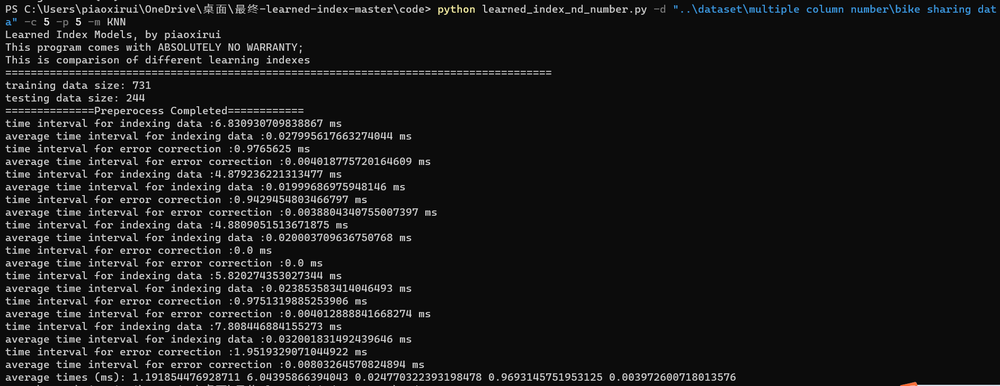 PS C:\Users\piaoxirui\OneDrive\桌面\最终-learned-index-master\code> python learned_index_nd_number.py -d "..\dataset\multiple column number\bike sharing dat
a" -c 5 -p 5 -m KNN
Learned Index Models, by piaoxirui
This program comes with ABSOLUTELY NO WARRANTY;
This is comparison of different learning indexes
======================================================================================
training data size: 731
testing data size: 244
==============Preperocess Completed============
time interval for indexing data :6.830930709838867 ms
average time interval for indexing data :0.027995617663274044 ms
time interval for error correction :0.9765625 ms
average time interval for error correction :0.004018775720164609 ms
time interval for indexing data :4.879236221313477 ms
average time interval for indexing data :0.01999686975948146 ms
time interval for error correction :0.9429454803466797 ms
average time interval for error correction :0.0038804340755007397 ms
time interval for indexing data :4.8809051513671875 ms
average time interval for indexing data :0.020003709636750768 ms
time interval for error correction :0.0 ms
average time interval for error correction :0.0 ms
time interval for indexing data :5.820274353027344 ms
average time interval for indexing data :0.023853583414046493 ms
time interval for error correction :0.9751319885253906 ms
average time interval for error correction :0.004012888841668274 ms
time interval for indexing data :7.808446884155273 ms
average time interval for indexing data :0.032001831492439646 ms
time interval for error correction :1.9519329071044922 ms
average time interval for error correction :0.00803264570824894 ms
average times (ms): 1.191854476928711 6.04395866394043 0.024770322393198478 0.9693145751953125 0.003972600718013576